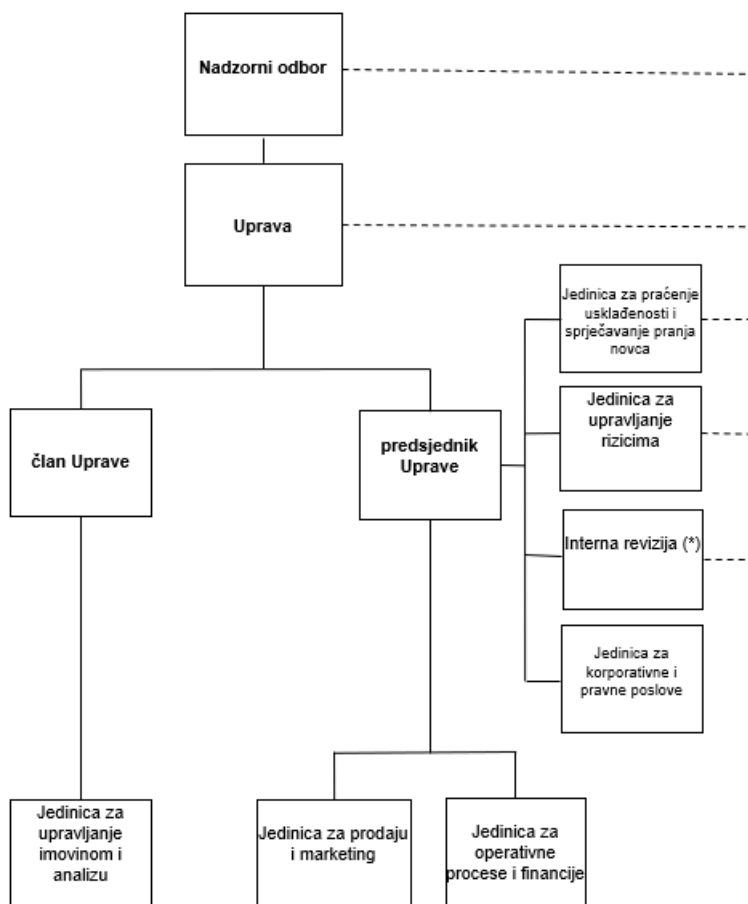 Nadzorni odbor
Uprava
Jedinica za praćenje
usklađenosti i
sprječavanje pranja
novca
Jedinica za
upravljanje
rizicima
član Uprave
predsjednik
Uprave
Interna revizija (*)
Jedinica za
korporativne i
pravne poslove
Jedinica za
upravljanje
imovinom i
analizu
Jedinica za prodaju
i marketing
Jedinica za
operativne
procese i financije